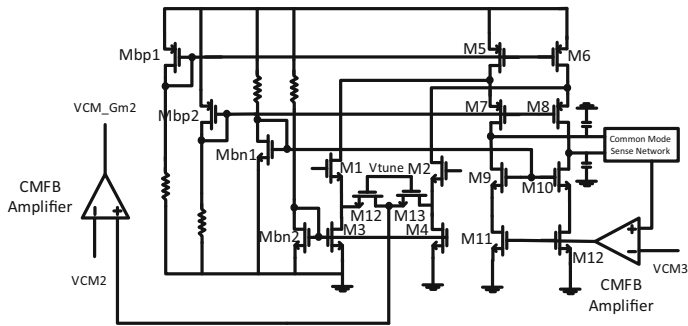 Mbp1
M5
M6
VCM_Gm2
Mbp2
M7
M8
Common Mode
Sense Network
Mbn1
M1
Vtune
M2
M9
M10
CMFB
Amplifier
M12
M13
Mbn2
M3
M4
M11
M12
VCM2
VCM3
CMFB
Amplifier